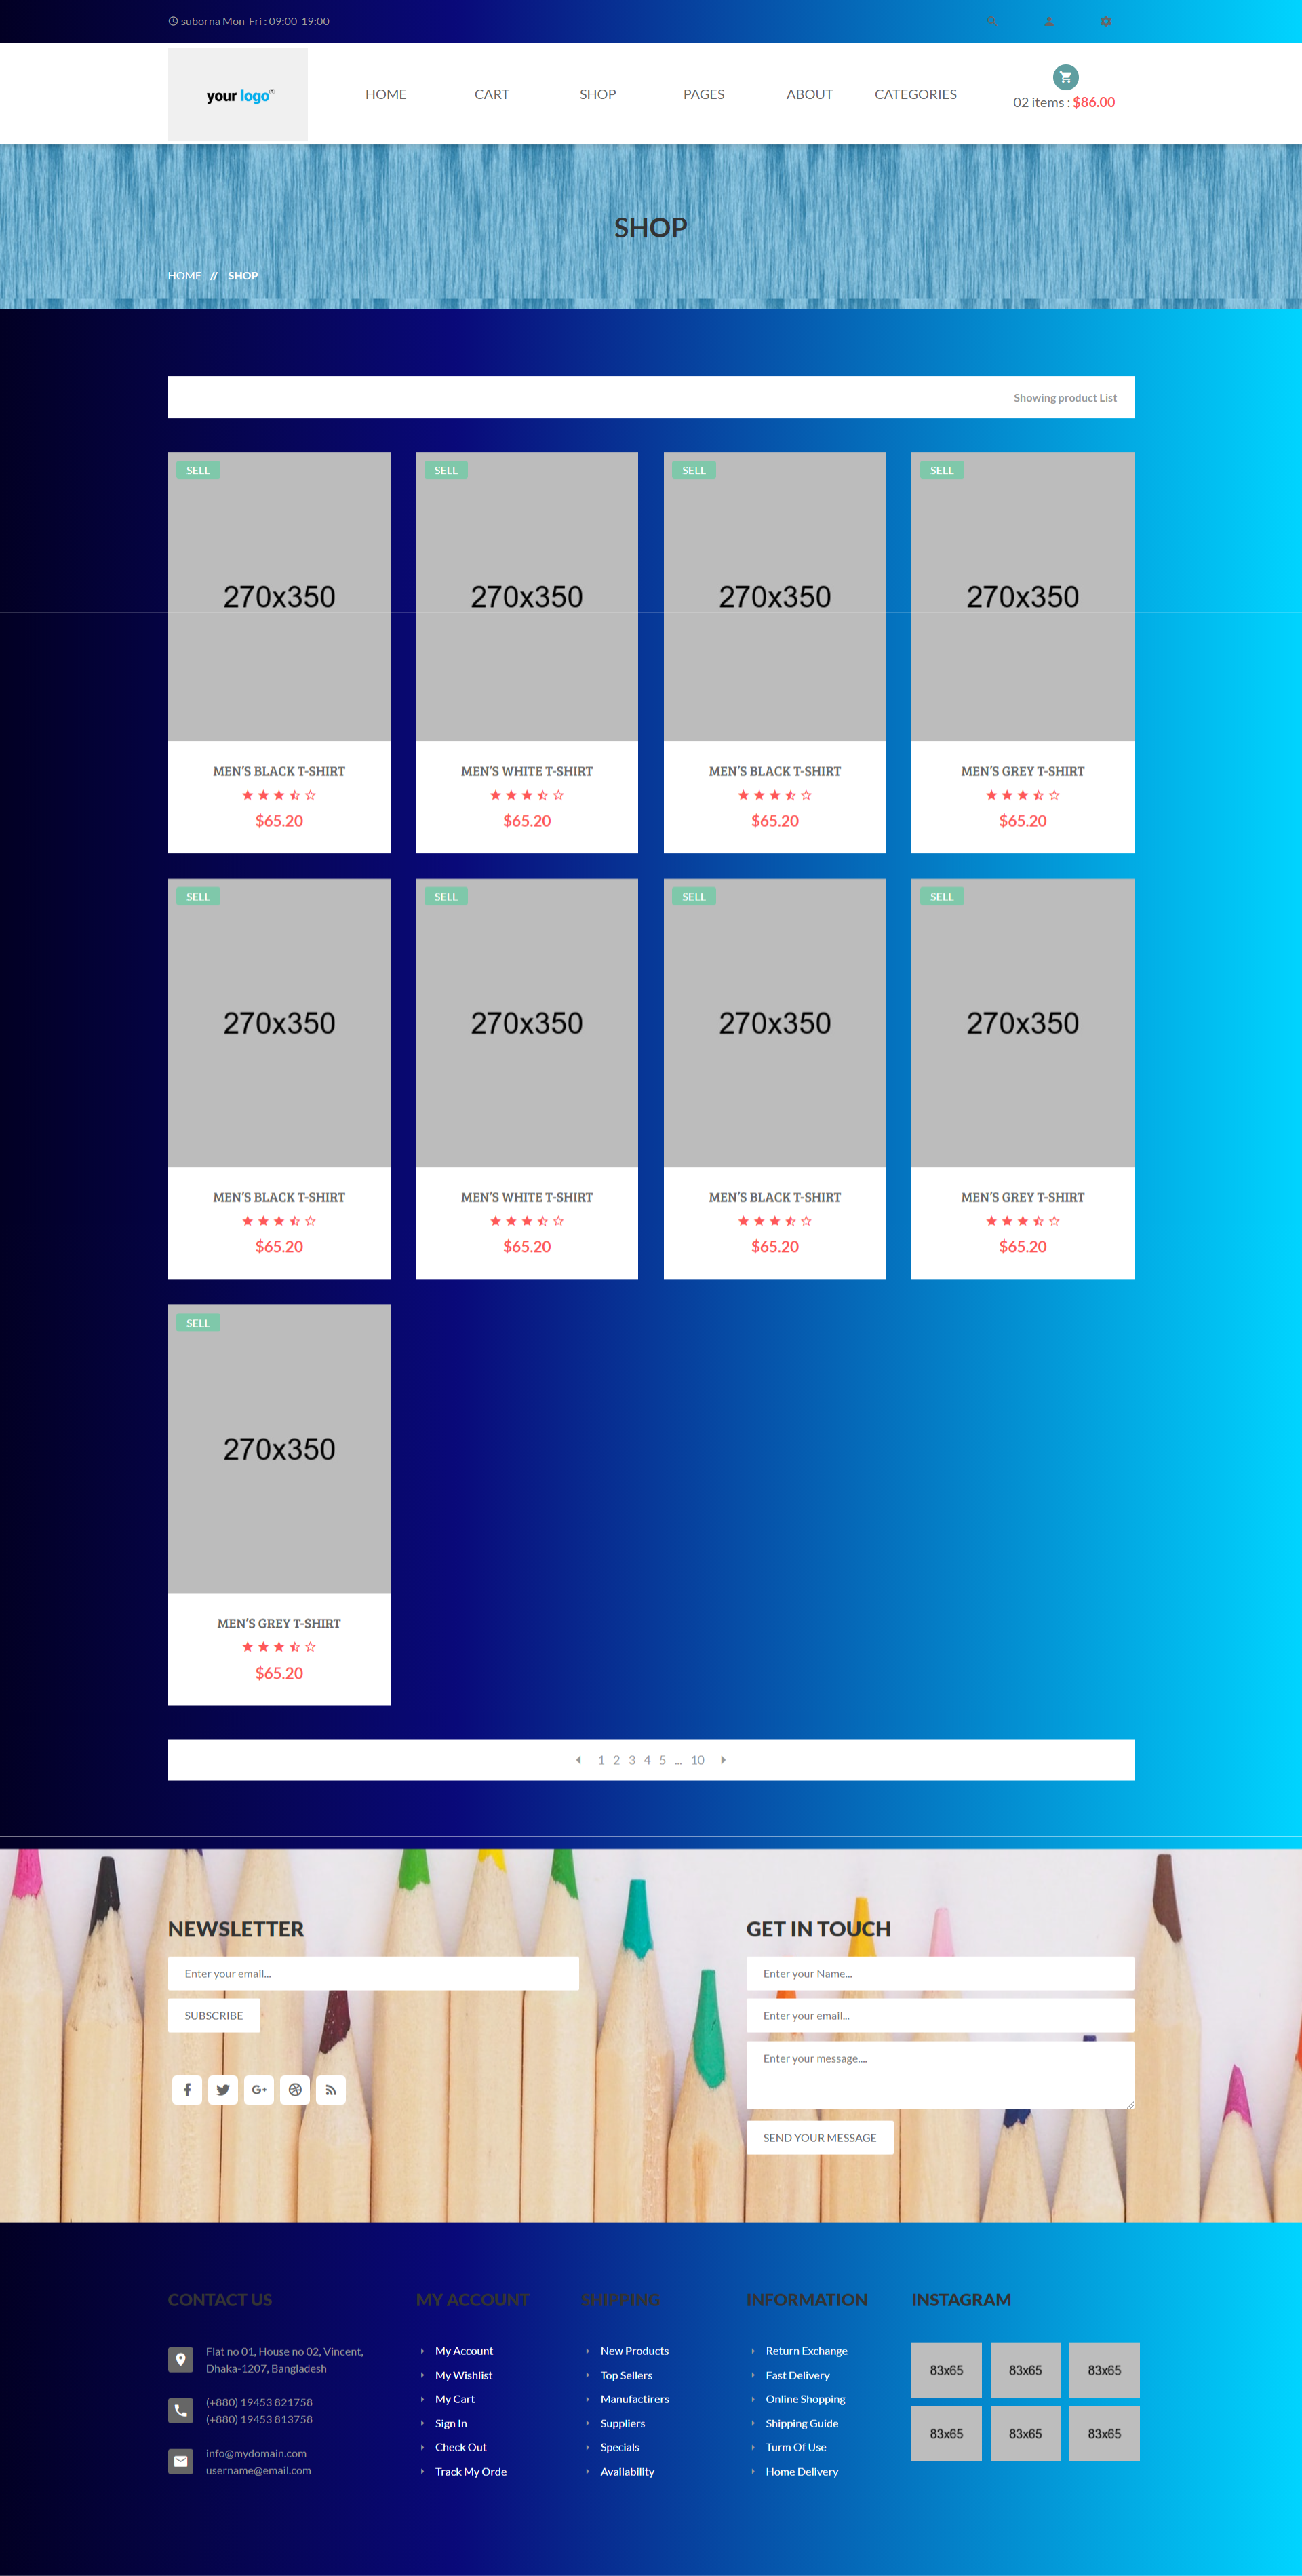 suborna Mon-Fri : 09:00-19:00
your logo®
HOME
CART
SHOP
PAGES
ABOUT
CATEGORIES
02 items : $86.00
SHOP
HOME // SHOP
Showing product List
SELL
SELL
SELL
SELL
270x350
270x350
270x350
270x350
MEN'S BLACK T-SHIRT
MEN'S WHITE T-SHIRT
MEN'S BLACK T-SHIRT
MEN'S GREY T-SHIRT
$65.20
$65.20
$65.20
$65.20
SELL
SELL
SELL
SELL
270x350
270x350
270x350
270x350
MEN'S BLACK T-SHIRT
MEN'S WHITE T-SHIRT
MEN'S BLACK T-SHIRT
MEN'S GREY T-SHIRT
$65.20
$65.20
$65.20
$65.20
SELL
270x350
MEN'S GREY T-SHIRT
$65.20
1 2 3 4 5 ... 10
NEWSLETTER
Enter your email...
SUBSCRIBE
GET IN TOUCH
Enter your Name...
Enter your email...
Enter your message....
SEND YOUR MESSAGE
CONTACT US
Flat no 01, House no 02, Vincent,
Dhaka-1207, Bangladesh
(+880) 19453 821758
(+880) 19453 813758
info@mydomain.com
username@email.com
MY ACCOUNT
My Account
My Wishlist
My Cart
Sign In
Check Out
Track My Orde
SHIPPING
New Products
Top Sellers
Manufactirers
Suppliers
Specials
Availability
INFORMATION
Return Exchange
Fast Delivery
Online Shopping
Shipping Guide
Turm Of Use
Home Delivery
INSTAGRAM
83x65
83x65
83x65
83x65
83x65
83x65